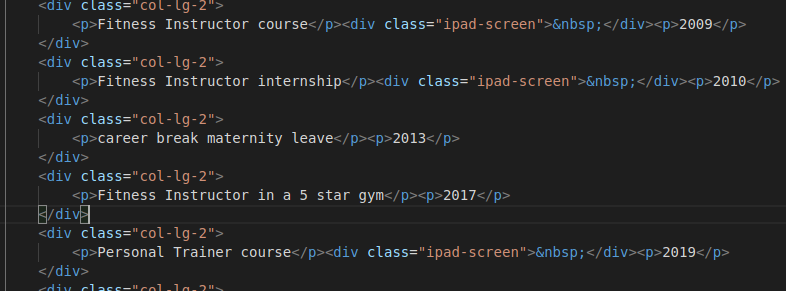 <div class="col-lg-2">
<p>Fitness Instructor course</p><div class="ipad-screen">&nbsp;</div><p>2009</p>
</div>
<div class="col-lg-2">
<p>Fitness Instructor internship</p><div class="ipad-screen">&nbsp;</div><p>2010</p>
</div>
<div class="col-lg-2">
<p>career break maternity leave</p><p>2013</p>
</div>
<div class="col-lg-2">
<p>Fitness Instructor in a 5 star gym</p><p>2017</p>
</div>
<div class="col-lg-2">
<p>Personal Trainer course</p><div class="ipad-screen">&nbsp;</div><p>2019</p>
</div>
<div class="col-lg-2">